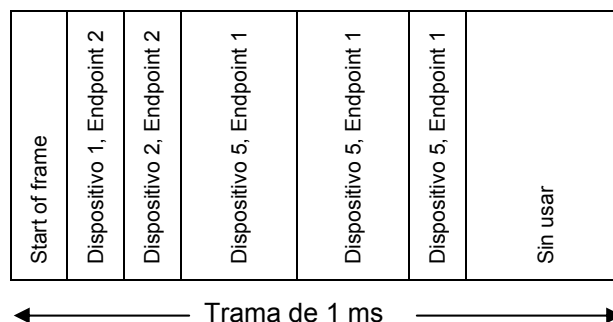 Start of frame
Dispositivo 1, Endpoint 2
Dispositivo 2, Endpoint 2
Dispositivo 5, Endpoint 1
Dispositivo 5, Endpoint 1
Dispositivo 5, Endpoint 1
Sin usar
Trama de 1 ms